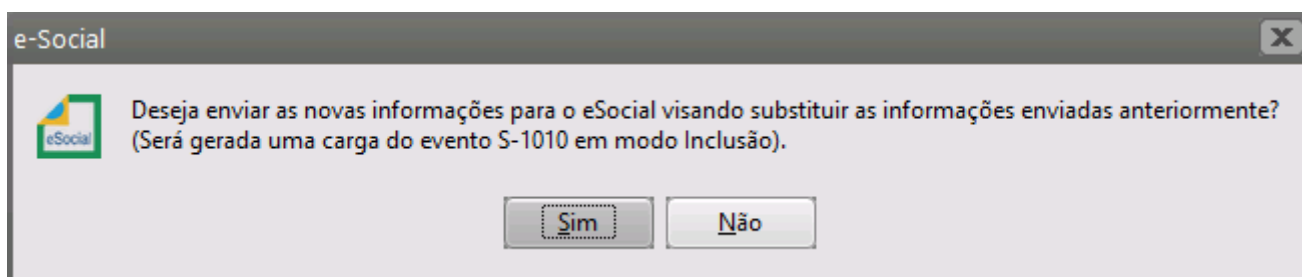 e-Social
Deseja enviar as novas informações para o eSocial visando substituir as informações enviadas anteriormente?
(Será gerada uma carga do evento S-1010 em modo Inclusão).
eSocial
Sim
Não